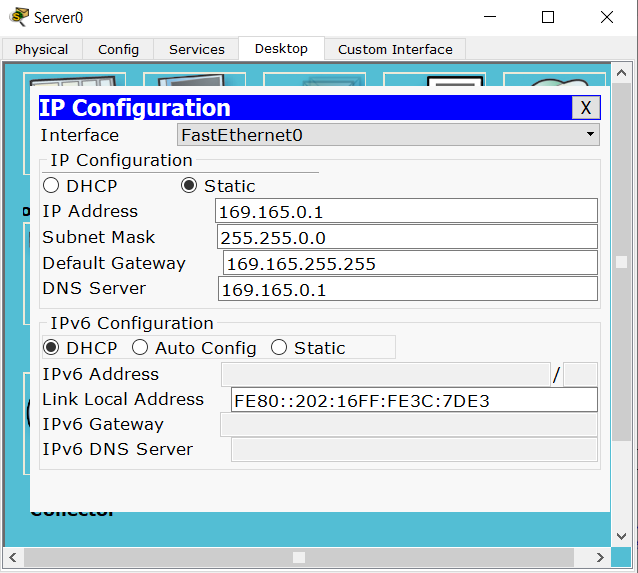 Server0
Physical Config Services Desktop Custom Interface
IP Configuration X
Interface FastEthernet0
IP Configuration
DHCP Static
IP Address 169.165.0.1
Subnet Mask 255.255.0.0
Default Gateway 169.165.255.255
DNS Server 169.165.0.1
IPv6 Configuration
DHCP Auto Config Static
IPv6 Address /
Link Local Address FE80::202:16FF:FE3C:7DE3
IPv6 Gateway
IPv6 DNS Server
Collector